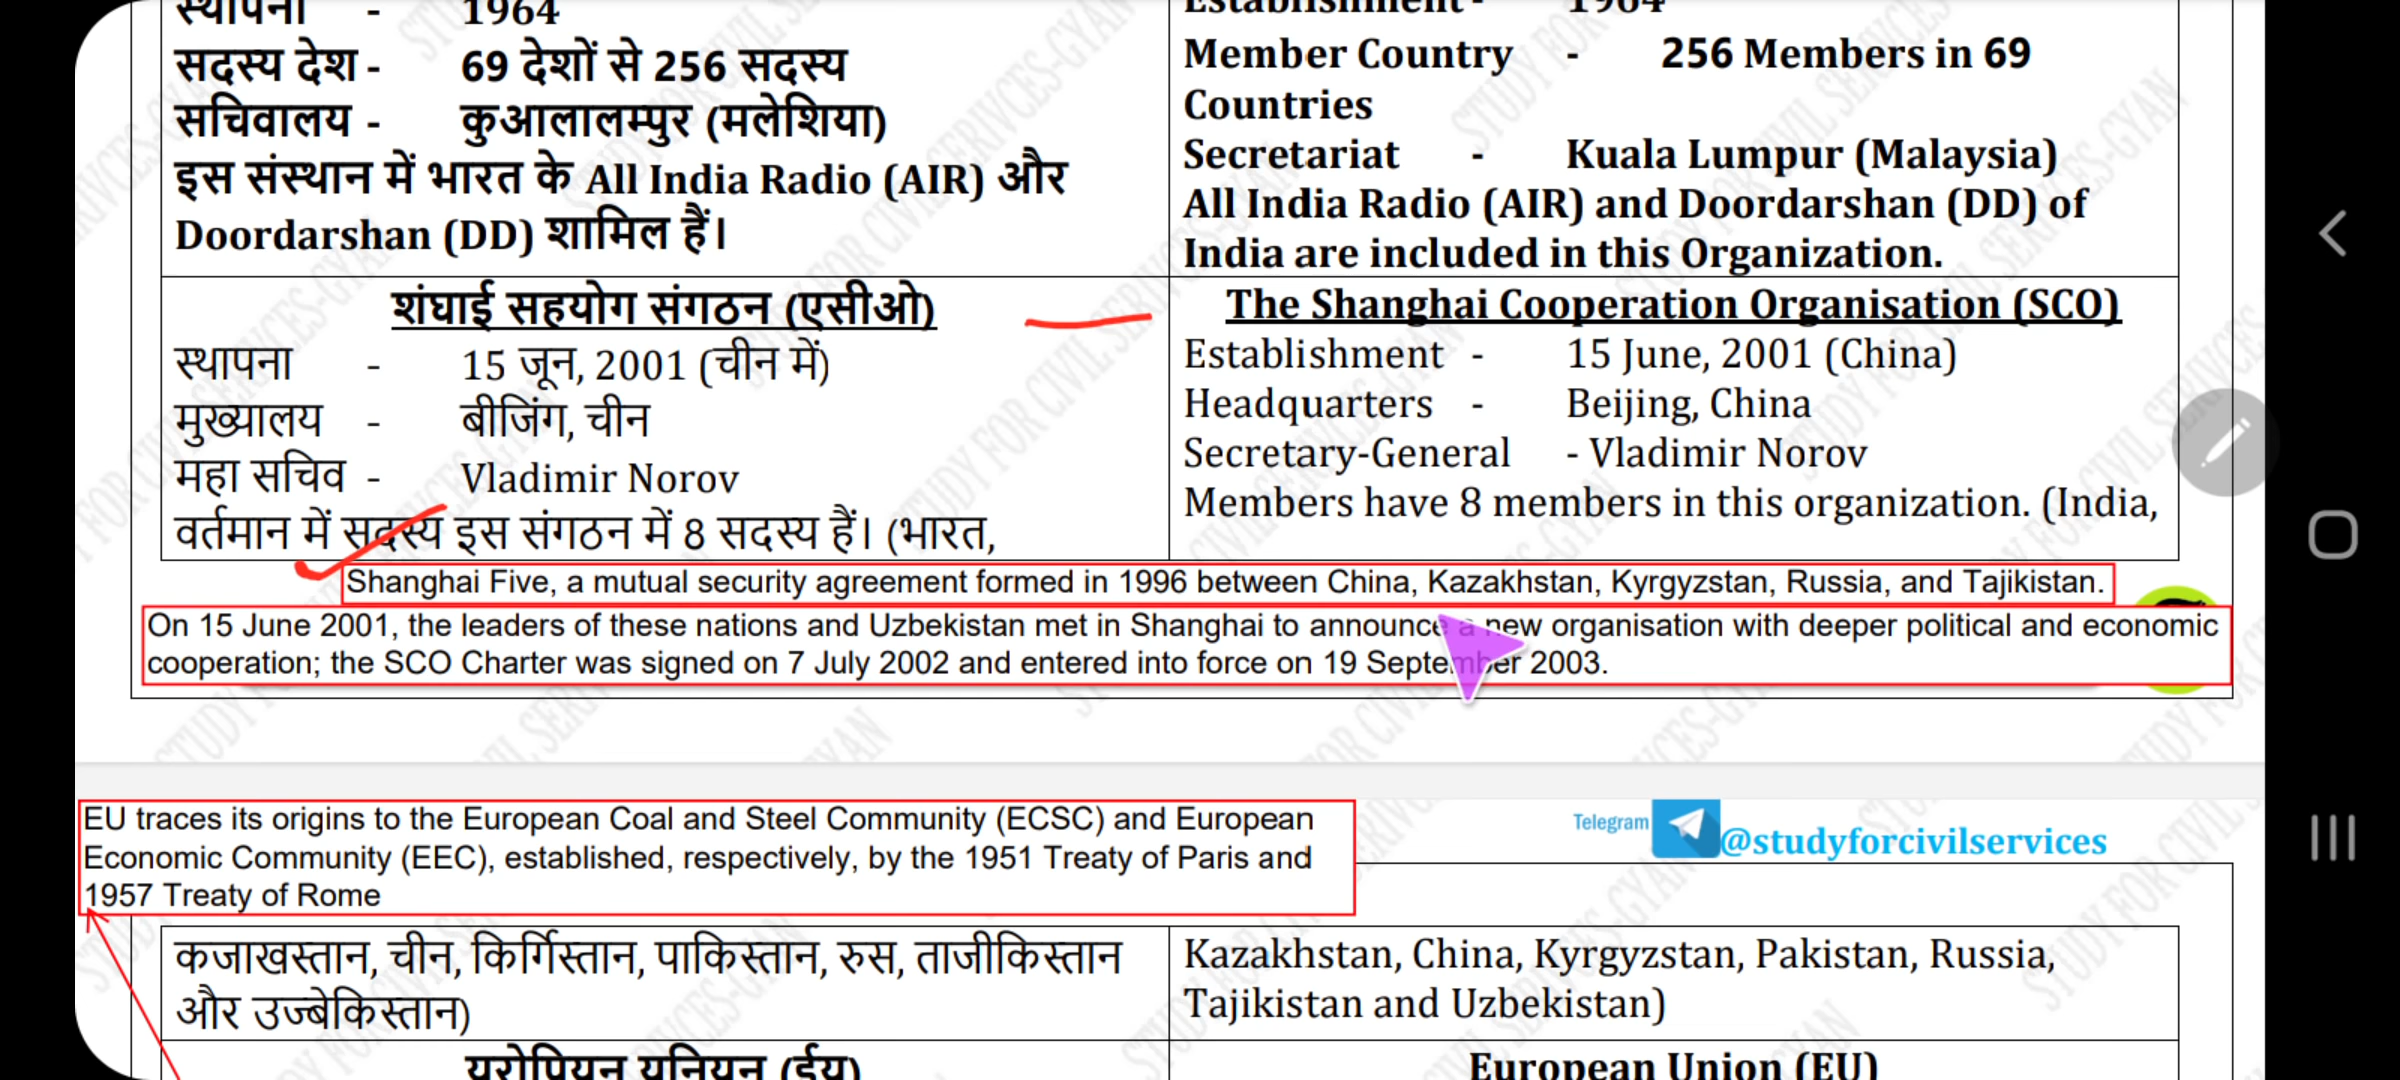 स्थापना - 1964
सदस्य देश - 69 देशों से 256 सदस्य
सचिवालय - कुआलालम्पुर (मलेशिया)
इस संस्थान में भारत के All India Radio (AIR) और
Doordarshan (DD) शामिल हैं।
Establishment - 1964
Member Country - 256 Members in 69
Countries
Secretariat - Kuala Lumpur (Malaysia)
All India Radio (AIR) and Doordarshan (DD) of
India are included in this Organization.
शंघाई सहयोग संगठन (एसीओ)
स्थापना - 15 जून, 2001 (चीन में)
मुख्यालय - बीजिंग, चीन
महा सचिव - Vladimir Norov
वर्तमान में सदस्य इस संगठन में 8 सदस्य हैं। (भारत,
The Shanghai Cooperation Organisation (SCO)
Establishment - 15 June, 2001 (China)
Headquarters - Beijing, China
Secretary-General - Vladimir Norov
Members have 8 members in this organization. (India,
Shanghai Five, a mutual security agreement formed in 1996 between China, Kazakhstan, Kyrgyzstan, Russia, and Tajikistan.
On 15 June 2001, the leaders of these nations and Uzbekistan met in Shanghai to announce a new organisation with deeper political and economic
cooperation; the SCO Charter was signed on 7 July 2002 and entered into force on 19 September 2003.
EU traces its origins to the European Coal and Steel Community (ECSC) and European
Economic Community (EEC), established, respectively, by the 1951 Treaty of Paris and
1957 Treaty of Rome
Telegram @studyforcivilservices
कजाखस्तान, चीन, किर्गिस्तान, पाकिस्तान, रुस, ताजीकिस्तान
और उज्बेकिस्तान)
Kazakhstan, China, Kyrgyzstan, Pakistan, Russia,
Tajikistan and Uzbekistan)
यूरोपियन यूनियन (ईयू)
European Union (EU)
STUDY FOR CIVIL SERIVCES-GYAN